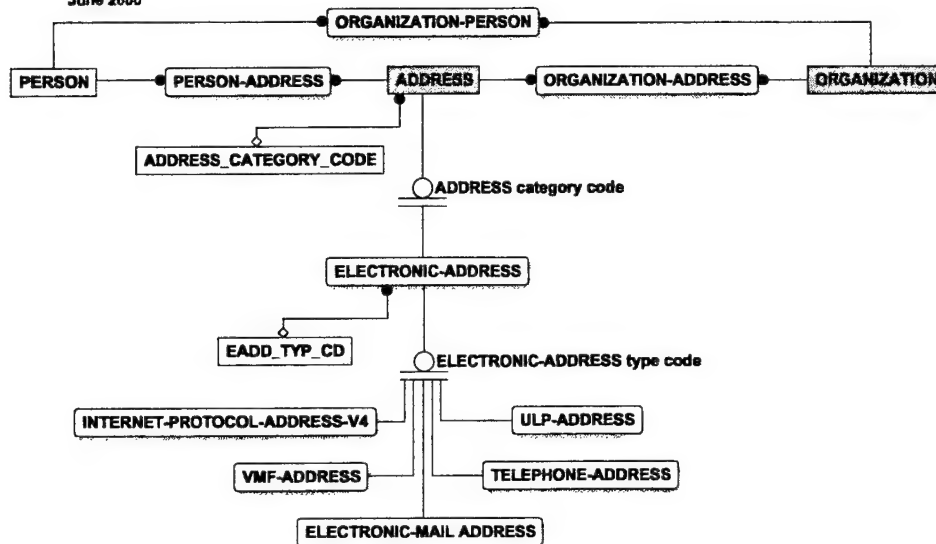 June 2000
ORGANIZATION-PERSON
PERSON PERSON-ADDRESS ADDRESS ORGANIZATION-ADDRESS ORGANIZATION
ADDRESS_CATEGORY_CODE
ADDRESS category code
ELECTRONIC-ADDRESS
EADD_TYP_CD
ELECTRONIC-ADDRESS type code
INTERNET-PROTOCOL-ADDRESS-V4 ULP-ADDRESS
VMF-ADDRESS TELEPHONE-ADDRESS
ELECTRONIC-MAIL ADDRESS